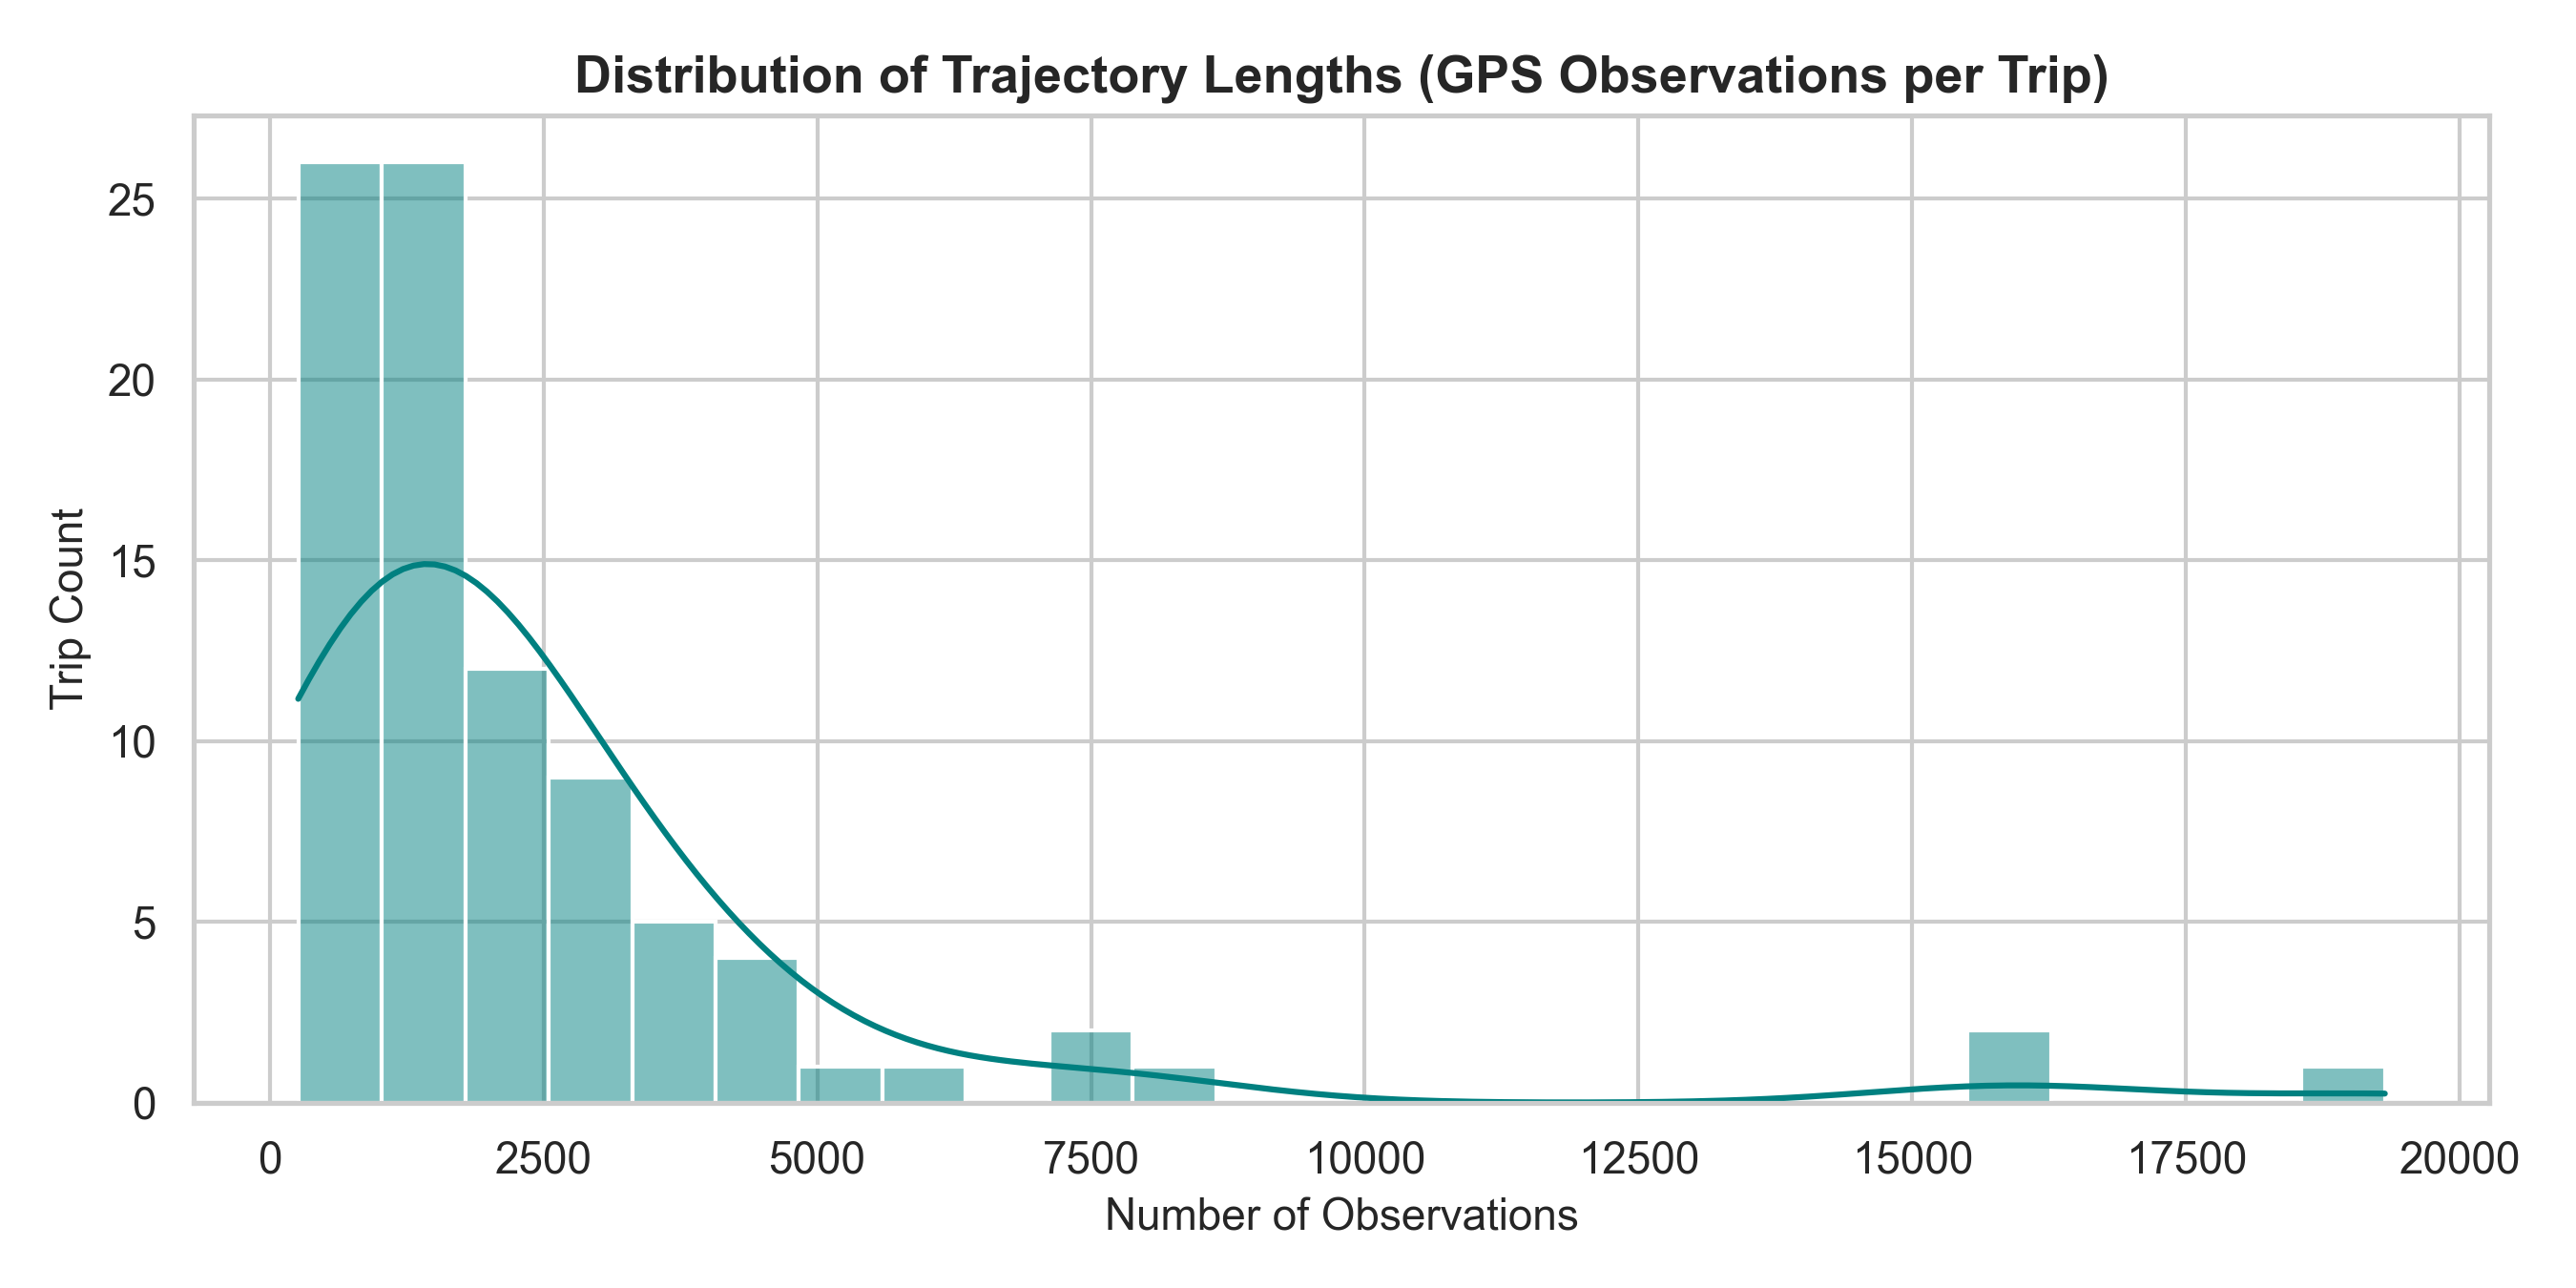 Distribution of Trajectory Lengths (GPS Observations per Trip)
25
20
15
10
5
0
Trip Count
0 2500 5000 7500 10000 12500 15000 17500 20000
Number of Observations